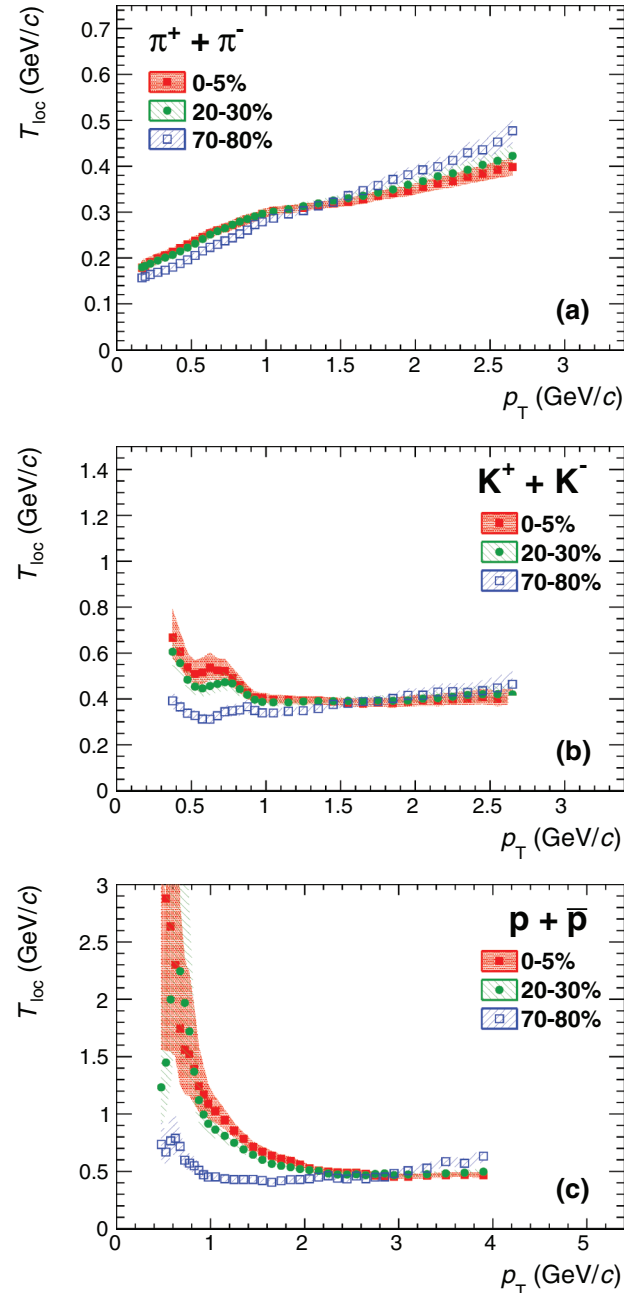 T_loc (GeV/c)
0.7
0.5
0.4
0.3
0.2
0.1
0
π⁺ + π⁻
0-5%
20-30%
70-80%
(a)
0 0.5 1 1.5 2 2.5 3
p_T (GeV/c)
T_loc (GeV/c)
1.4
1.2
1
0.8
0.6
0.4
0.2
0
K⁺ + K⁻
0-5%
20-30%
70-80%
(b)
0 0.5 1 1.5 2 2.5 3
p_T (GeV/c)
T_loc (GeV/c)
3
2.5
2
1.5
1
0.5
0
p + p̅
0-5%
20-30%
70-80%
(c)
0 1 2 3 4 5
p_T (GeV/c)